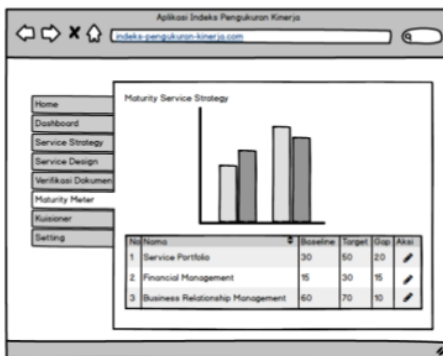 Aplikasi Indeks Pengukuran Kinerja
indeks-pengukuran-kinerja.com
Home
Dashboard
Service Strategy
Service Design
Verifikasi Dokumen
Maturity Meter
Kuisioner
Setting
Maturity Service Strategy
No Nama Baseline Target Gap Aksi
1 Service Portfolio 30 50 20
2 Financial Management 15 30 15
3 Business Relationship Management 60 70 10